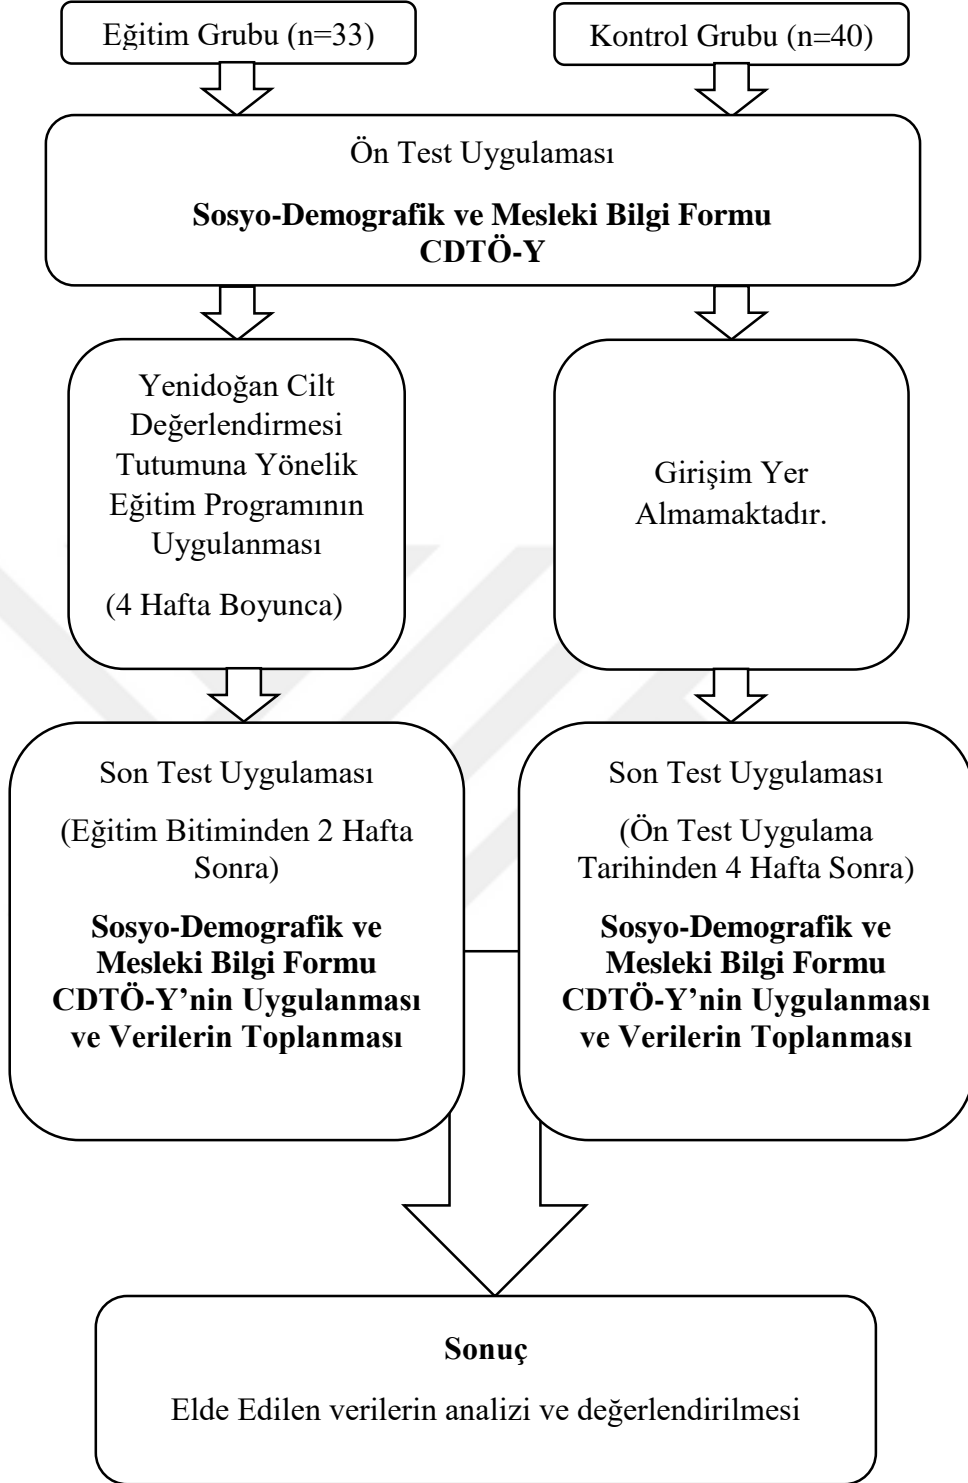 Eğitim Grubu (n=33)
Kontrol Grubu (n=40)
Ön Test Uygulaması
Sosyo-Demografik ve Mesleki Bilgi Formu
CDTÖ-Y
Yenidoğan Cilt
Değerlendirmesi
Tutumuna Yönelik
Eğitim Programının
Uygulanması
(4 Hafta Boyunca)
Girişim Yer
Almamaktadır.
Son Test Uygulaması
(Eğitim Bitiminden 2 Hafta
Sonra)
Sosyo-Demografik ve
Mesleki Bilgi Formu
CDTÖ-Y’nin Uygulanması
ve Verilerin Toplanması
Son Test Uygulaması
(Ön Test Uygulama
Tarihinden 4 Hafta Sonra)
Sosyo-Demografik ve
Mesleki Bilgi Formu
CDTÖ-Y’nin Uygulanması
ve Verilerin Toplanması
Sonuç
Elde Edilen verilerin analizi ve değerlendirilmesi